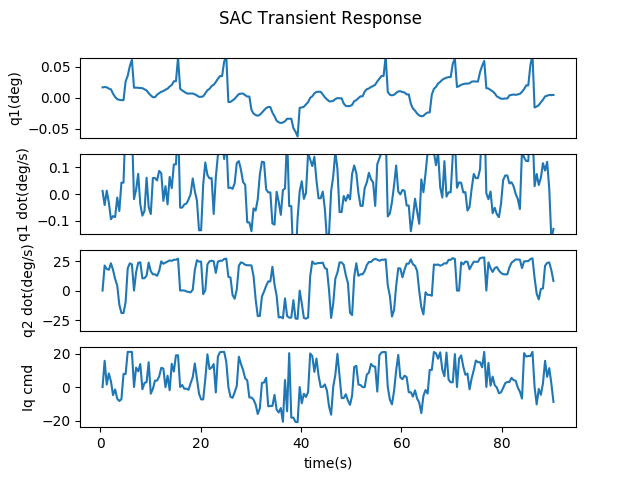 SAC Transient Response
q1(deg)
0.05
0.00
−0.05
q1 dot(deg/s)
0.1
0.0
−0.1
q2 dot(deg/s)
25
0
−25
Iq cmd
20
0
−20
0 20 40 60 80
time(s)